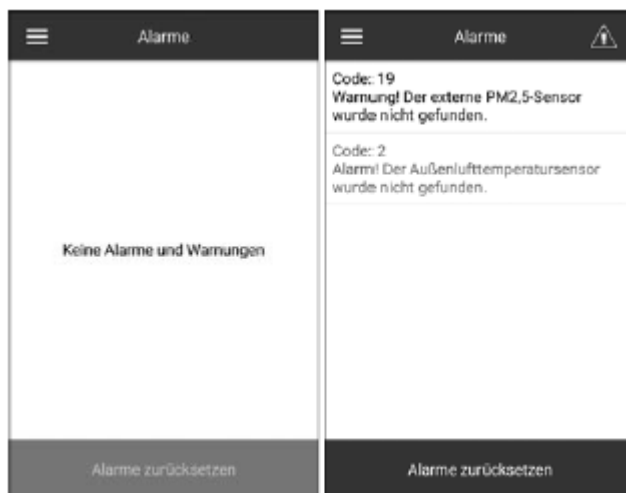 Alarme
Keine Alarme und Warnungen
Alarme zurücksetzen
Alarme
Code: 19
Warnung! Der externe PM2,5-Sensor
wurde nicht gefunden.
Code: 2
Alarm! Der Außenlufttemperatursensor
wurde nicht gefunden.
Alarme zurücksetzen